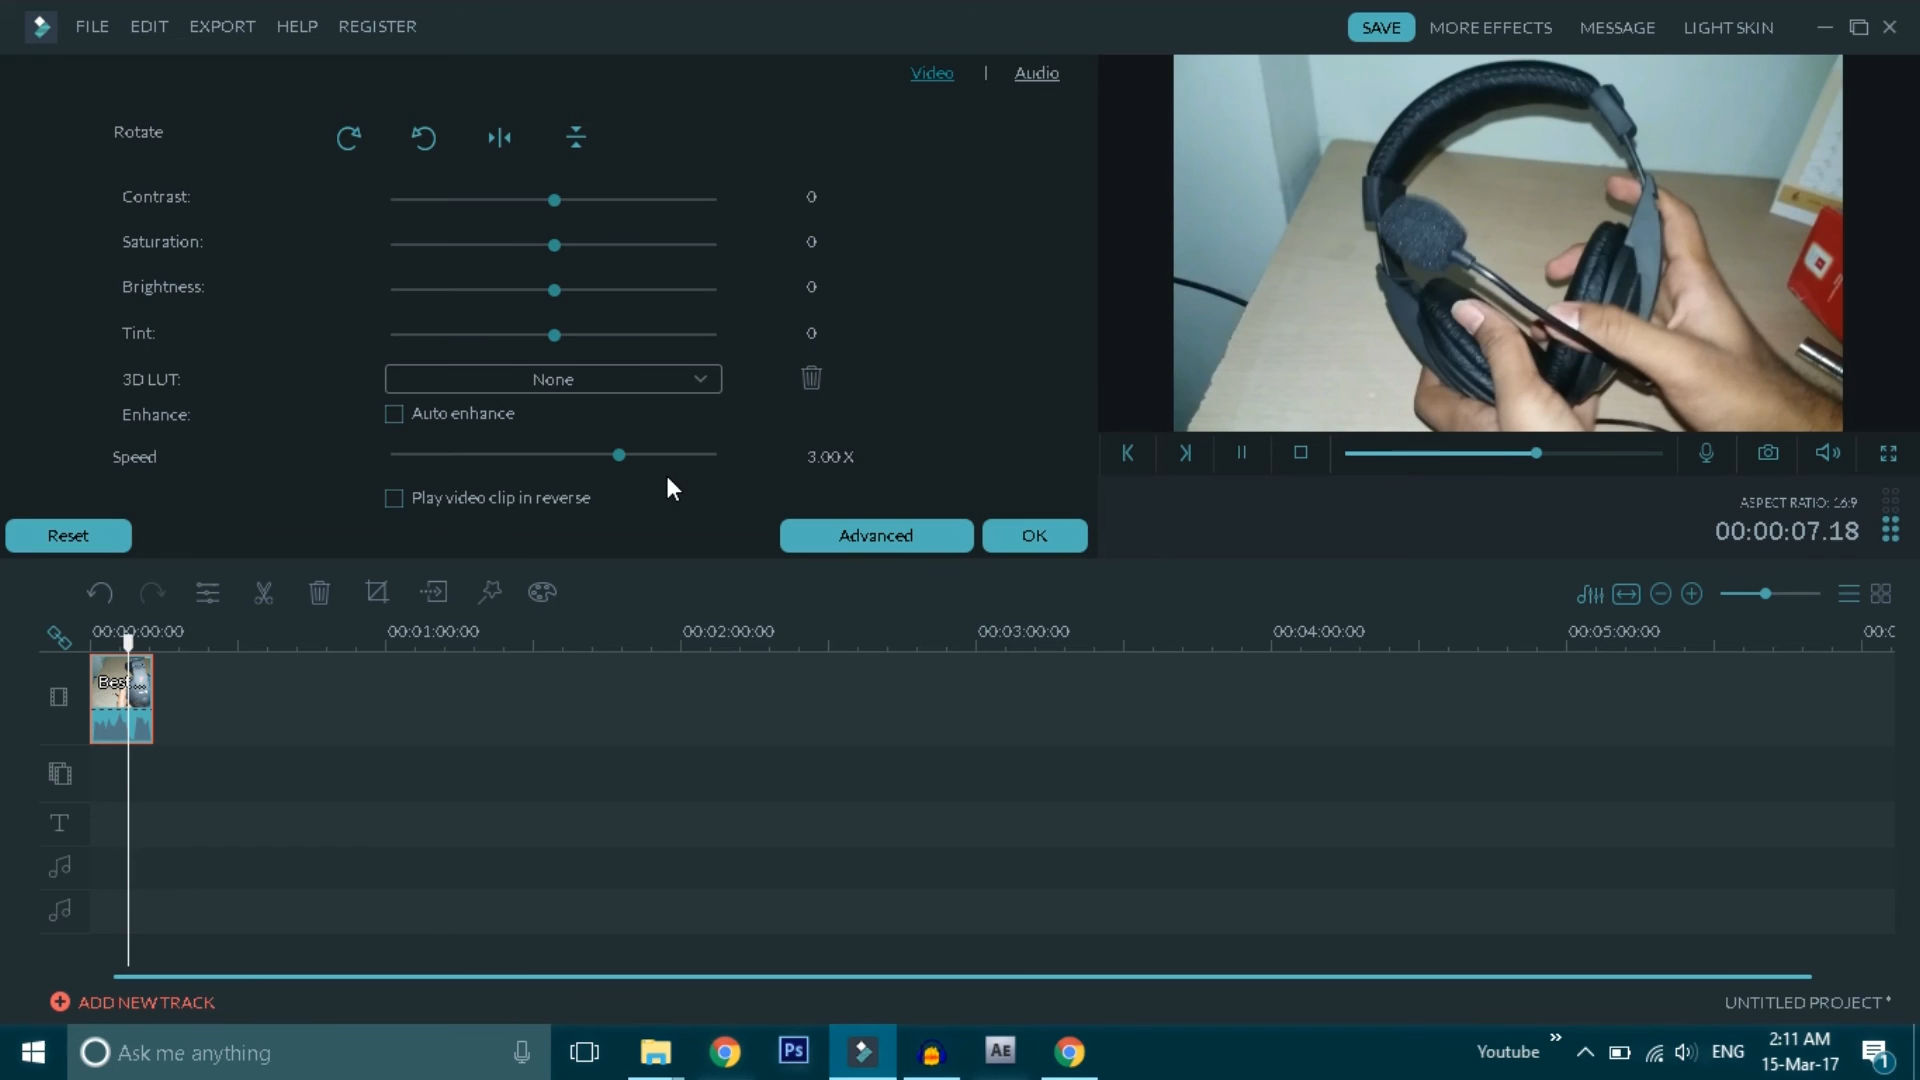 FILE EDIT EXPORT HELP REGISTER
SAVE MORE EFFECTS MESSAGE LIGHT SKIN
Video | Audio
Rotate
Contrast: 0
Saturation: 0
Brightness: 0
Tint: 0
3D LUT: None
Enhance: Auto enhance
Speed 3.00 X
Play video clip in reverse
Reset Advanced OK
ASPECT RATIO: 16:9
00:00:07.18
00:00:00:00 00:01:00:00 00:02:00:00 00:03:00:00 00:04:00:00 00:05:00:00 00:0
Best...
ADD NEW TRACK
UNTITLED PROJECT *
Ask me anything
Ps
AE
Youtube » ENG
2:11 AM
15-Mar-17
1